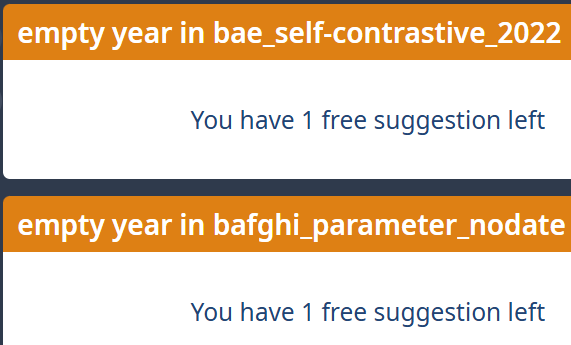 empty year in bae_self-contrastive_2022
You have 1 free suggestion left
empty year in bafghi_parameter_nodate
You have 1 free suggestion left